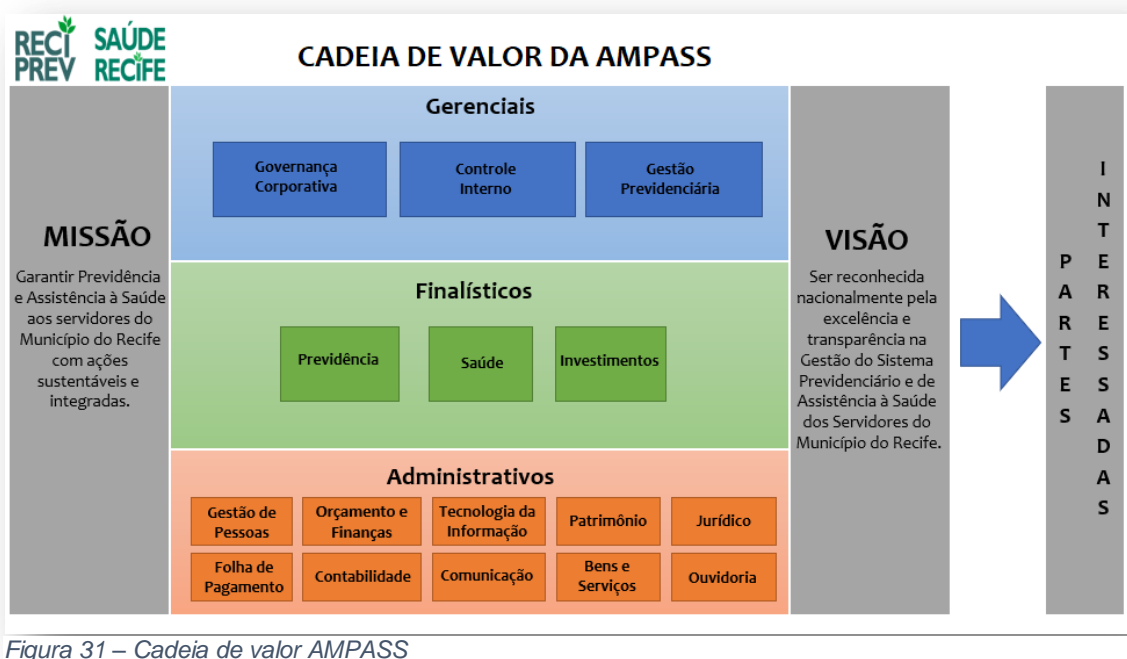 RECI
PREV
SAÚDE
RECIFE
CADEIA DE VALOR DA AMPASS
MISSÃO
Garantir Previdência
e Assistência à Saúde
aos servidores do
Município do Recife
com ações
sustentáveis e
integradas.
Gerenciais
Governança
Corporativa
Controle
Interno
Gestão
Previdenciária
Finalísticos
Previdência
Saúde
Investimentos
Administrativos
Gestão de
Pessoas
Orçamento e
Finanças
Tecnologia da
Informação
Patrimônio
Jurídico
Folha de
Pagamento
Contabilidade
Comunicação
Bens e
Serviços
Ouvidoria
VISÃO
Ser reconhecida
nacionalmente pela
excelência e
transparência na
Gestão do Sistema
Previdenciário e de
Assistência à Saúde
dos Servidores do
Município do Recife.
PARTES
INTERESSADAS
Figura 31 – Cadeia de valor AMPASS